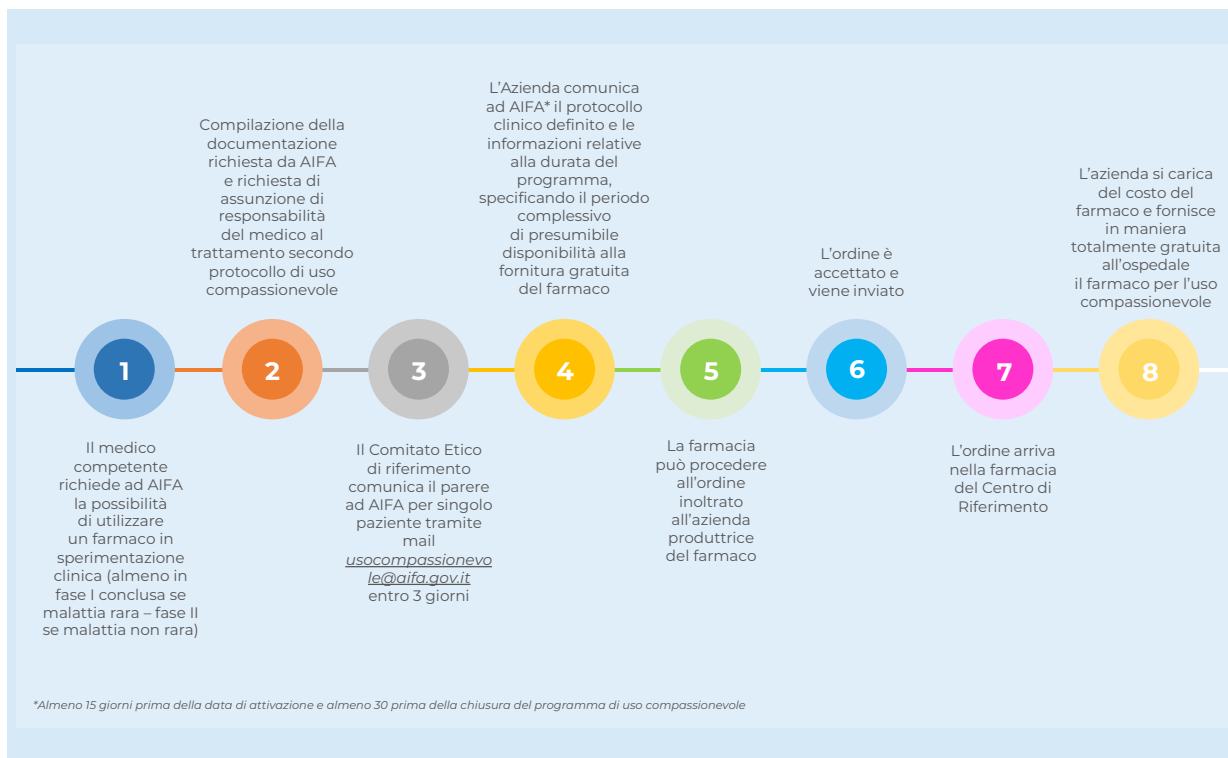 1
Il medico
competente
richiede ad AIFA
la possibilità
di utilizzare
un farmaco in
sperimentazione
clinica (almeno in
fase I conclusa se
malattia rara – fase II
se malattia non rara)
2
Compilazione della
documentazione
richiesta da AIFA
e richiesta di
assunzione di
responsabilità
del medico al
trattamento secondo
protocollo di uso
compassionevole
3
Il Comitato Etico
di riferimento
comunica il parere
ad AIFA per singolo
paziente tramite
mail
usocompassionevo
le@aifa.gov.it
entro 3 giorni
4
L'Azienda comunica
ad AIFA* il protocollo
clinico definito e le
informazioni relative
alla durata del
programma,
specificando il periodo
complessivo
di presumibile
disponibilità alla
fornitura gratuita
del farmaco
5
La farmacia
può procedere
all'ordine
inoltrato
all'azienda
produttrice
del farmaco
6
L'ordine è
accettato e
viene inviato
7
L'ordine arriva
nella farmacia
del Centro di
Riferimento
8
L'azienda si carica
del costo del
farmaco e fornisce
in maniera
totalmente gratuita
all'ospedale
il farmaco per l'uso
compassionevole
*Almeno 15 giorni prima della data di attivazione e almeno 30 prima della chiusura del programma di uso compassionevole